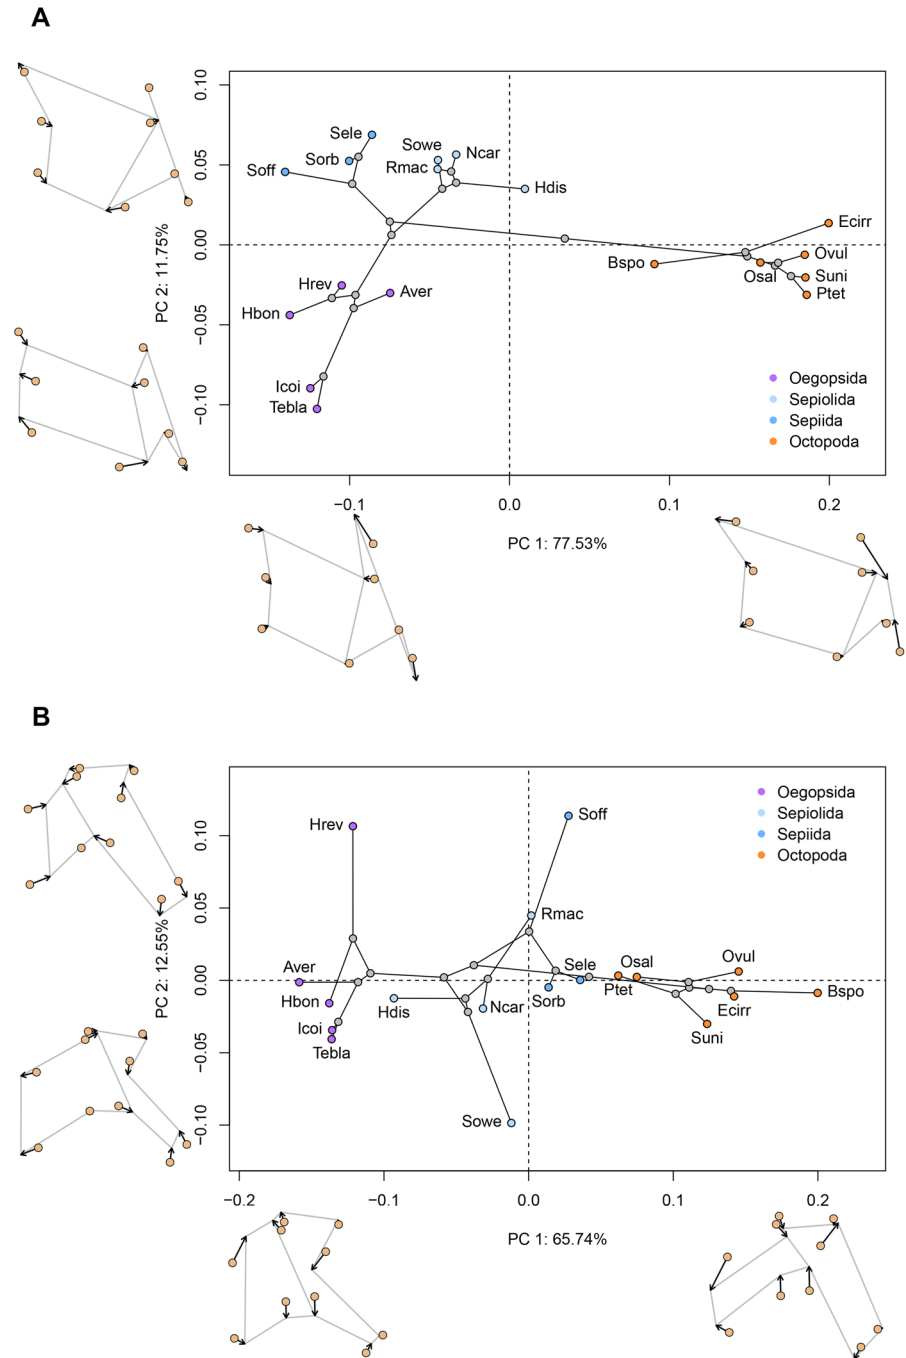 A
0.10
0.05
0.00
−0.05
−0.10
PC 2: 11.75%
Sele
Sowe
Ncar
Sorb
Rmac
Soff
Hdis
Ecirr
Bspo
Ovul
Osal
Suni
Ptet
Hrev
Aver
Hbon
Icoi
Tebla
Oegopsida
Sepiolida
Sepiida
Octopoda
−0.1
0.0
0.1
0.2
PC 1: 77.53%
B
0.10
0.05
0.00
−0.05
−0.10
PC 2: 12.55%
Oegopsida
Sepiolida
Sepiida
Octopoda
Hrev
Soff
Rmac
Aver
Sele
Osal
Ovul
Hbon
Hdis
Ncar
Sorb
Ptet
Bspo
Ecirr
Icoi
Suni
Tebla
Sowe
−0.2
−0.1
0.0
0.1
0.2
PC 1: 65.74%